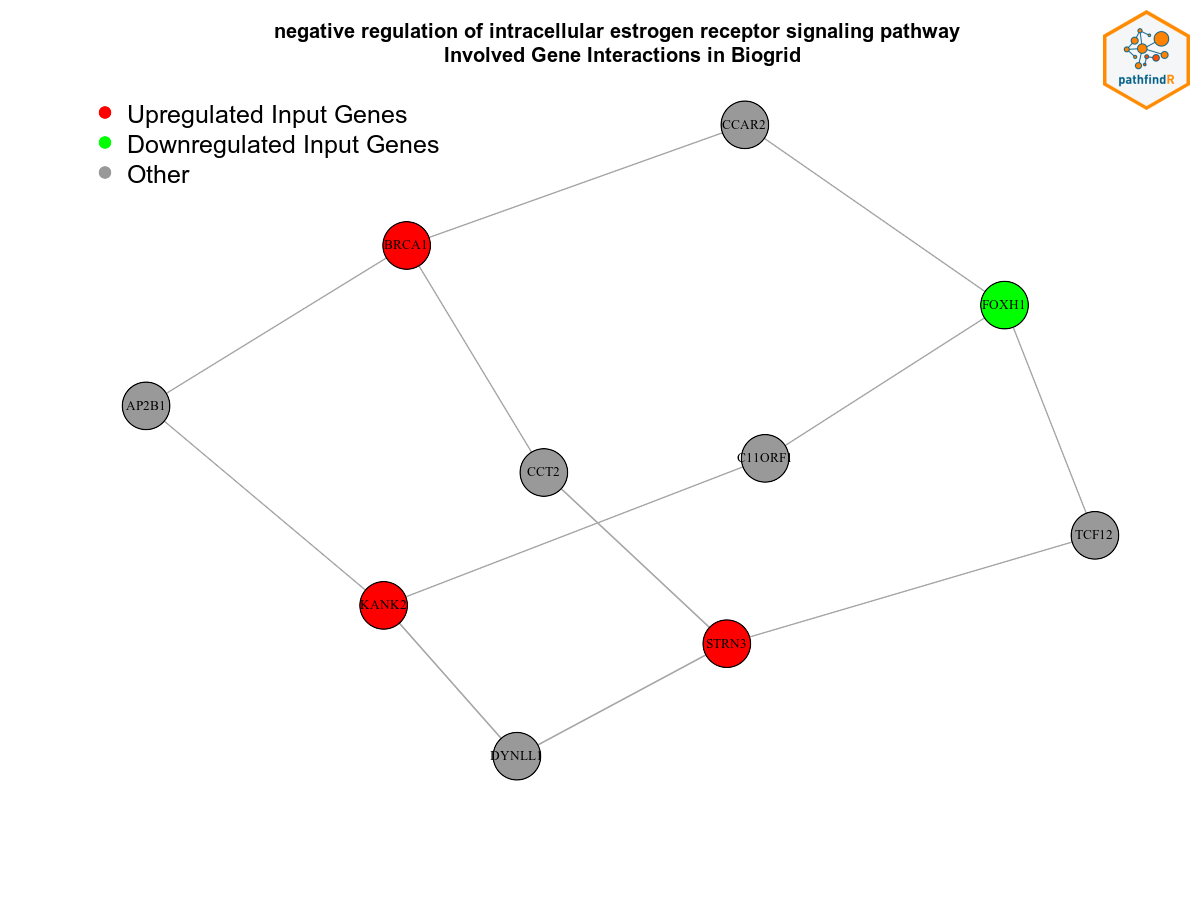 negative regulation of intracellular estrogen receptor signaling pathway
Involved Gene Interactions in Biogrid
pathfindR
Upregulated Input Genes
Downregulated Input Genes
Other
CCAR2
BRCA1
FOXH1
AP2B1
C11ORF1
CCT2
TCF12
KANK2
STRN3
DYNLL1